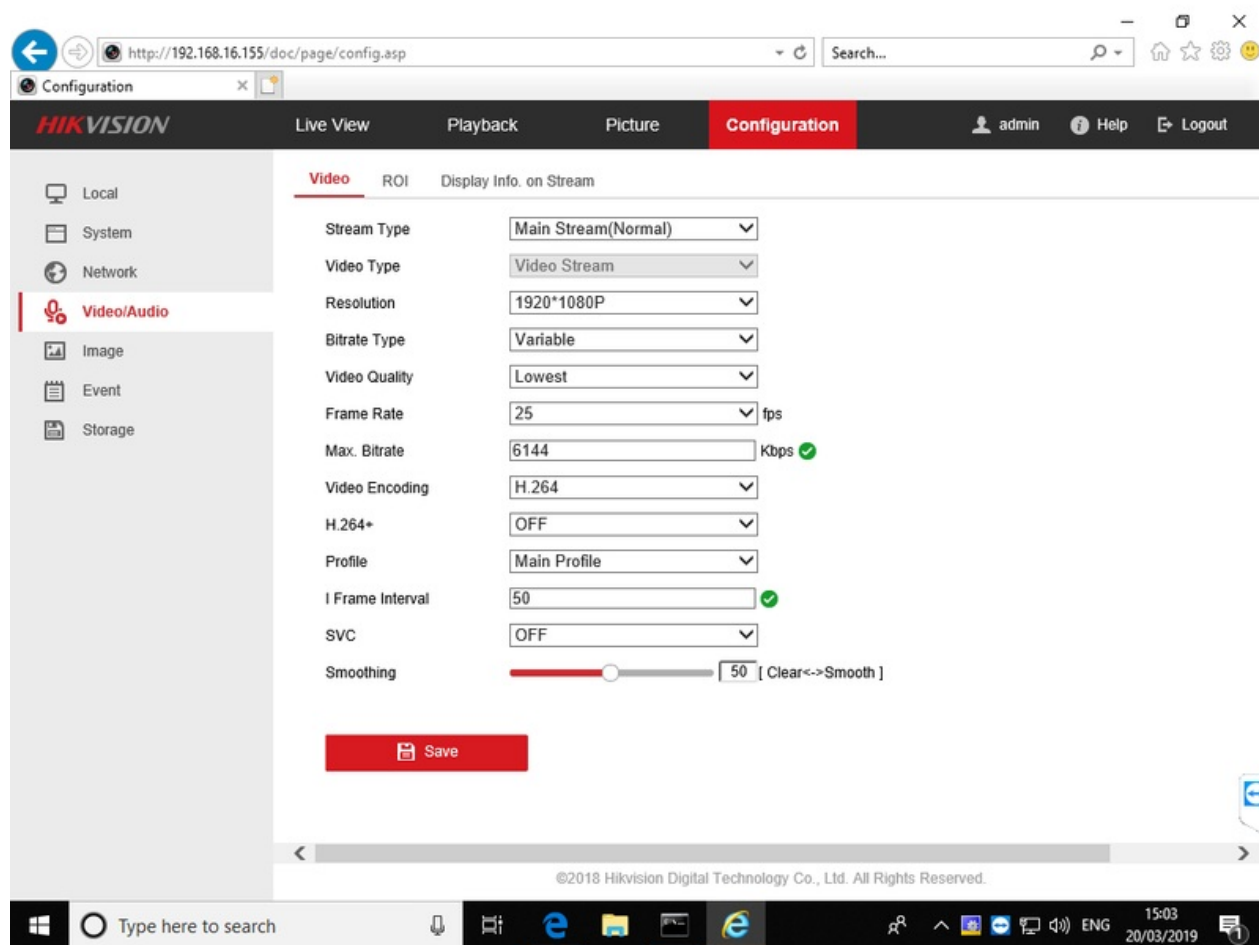 http://192.168.16.155/doc/page/config.asp
Search...
Configuration
HIKVISION
Live View
Playback
Picture
Configuration
admin
Help
Logout
Local
System
Network
Video/Audio
Image
Event
Storage
Video
ROI
Display Info. on Stream
Stream Type Main Stream(Normal)
Video Type Video Stream
Resolution 1920*1080P
Bitrate Type Variable
Video Quality Lowest
Frame Rate 25 fps
Max. Bitrate 6144 Kbps
Video Encoding H.264
H.264+ OFF
Profile Main Profile
I Frame Interval 50
SVC OFF
Smoothing 50 [ Clear<->Smooth ]
Save
©2018 Hikvision Digital Technology Co., Ltd. All Rights Reserved.
Type here to search
ENG
15:03
20/03/2019
1